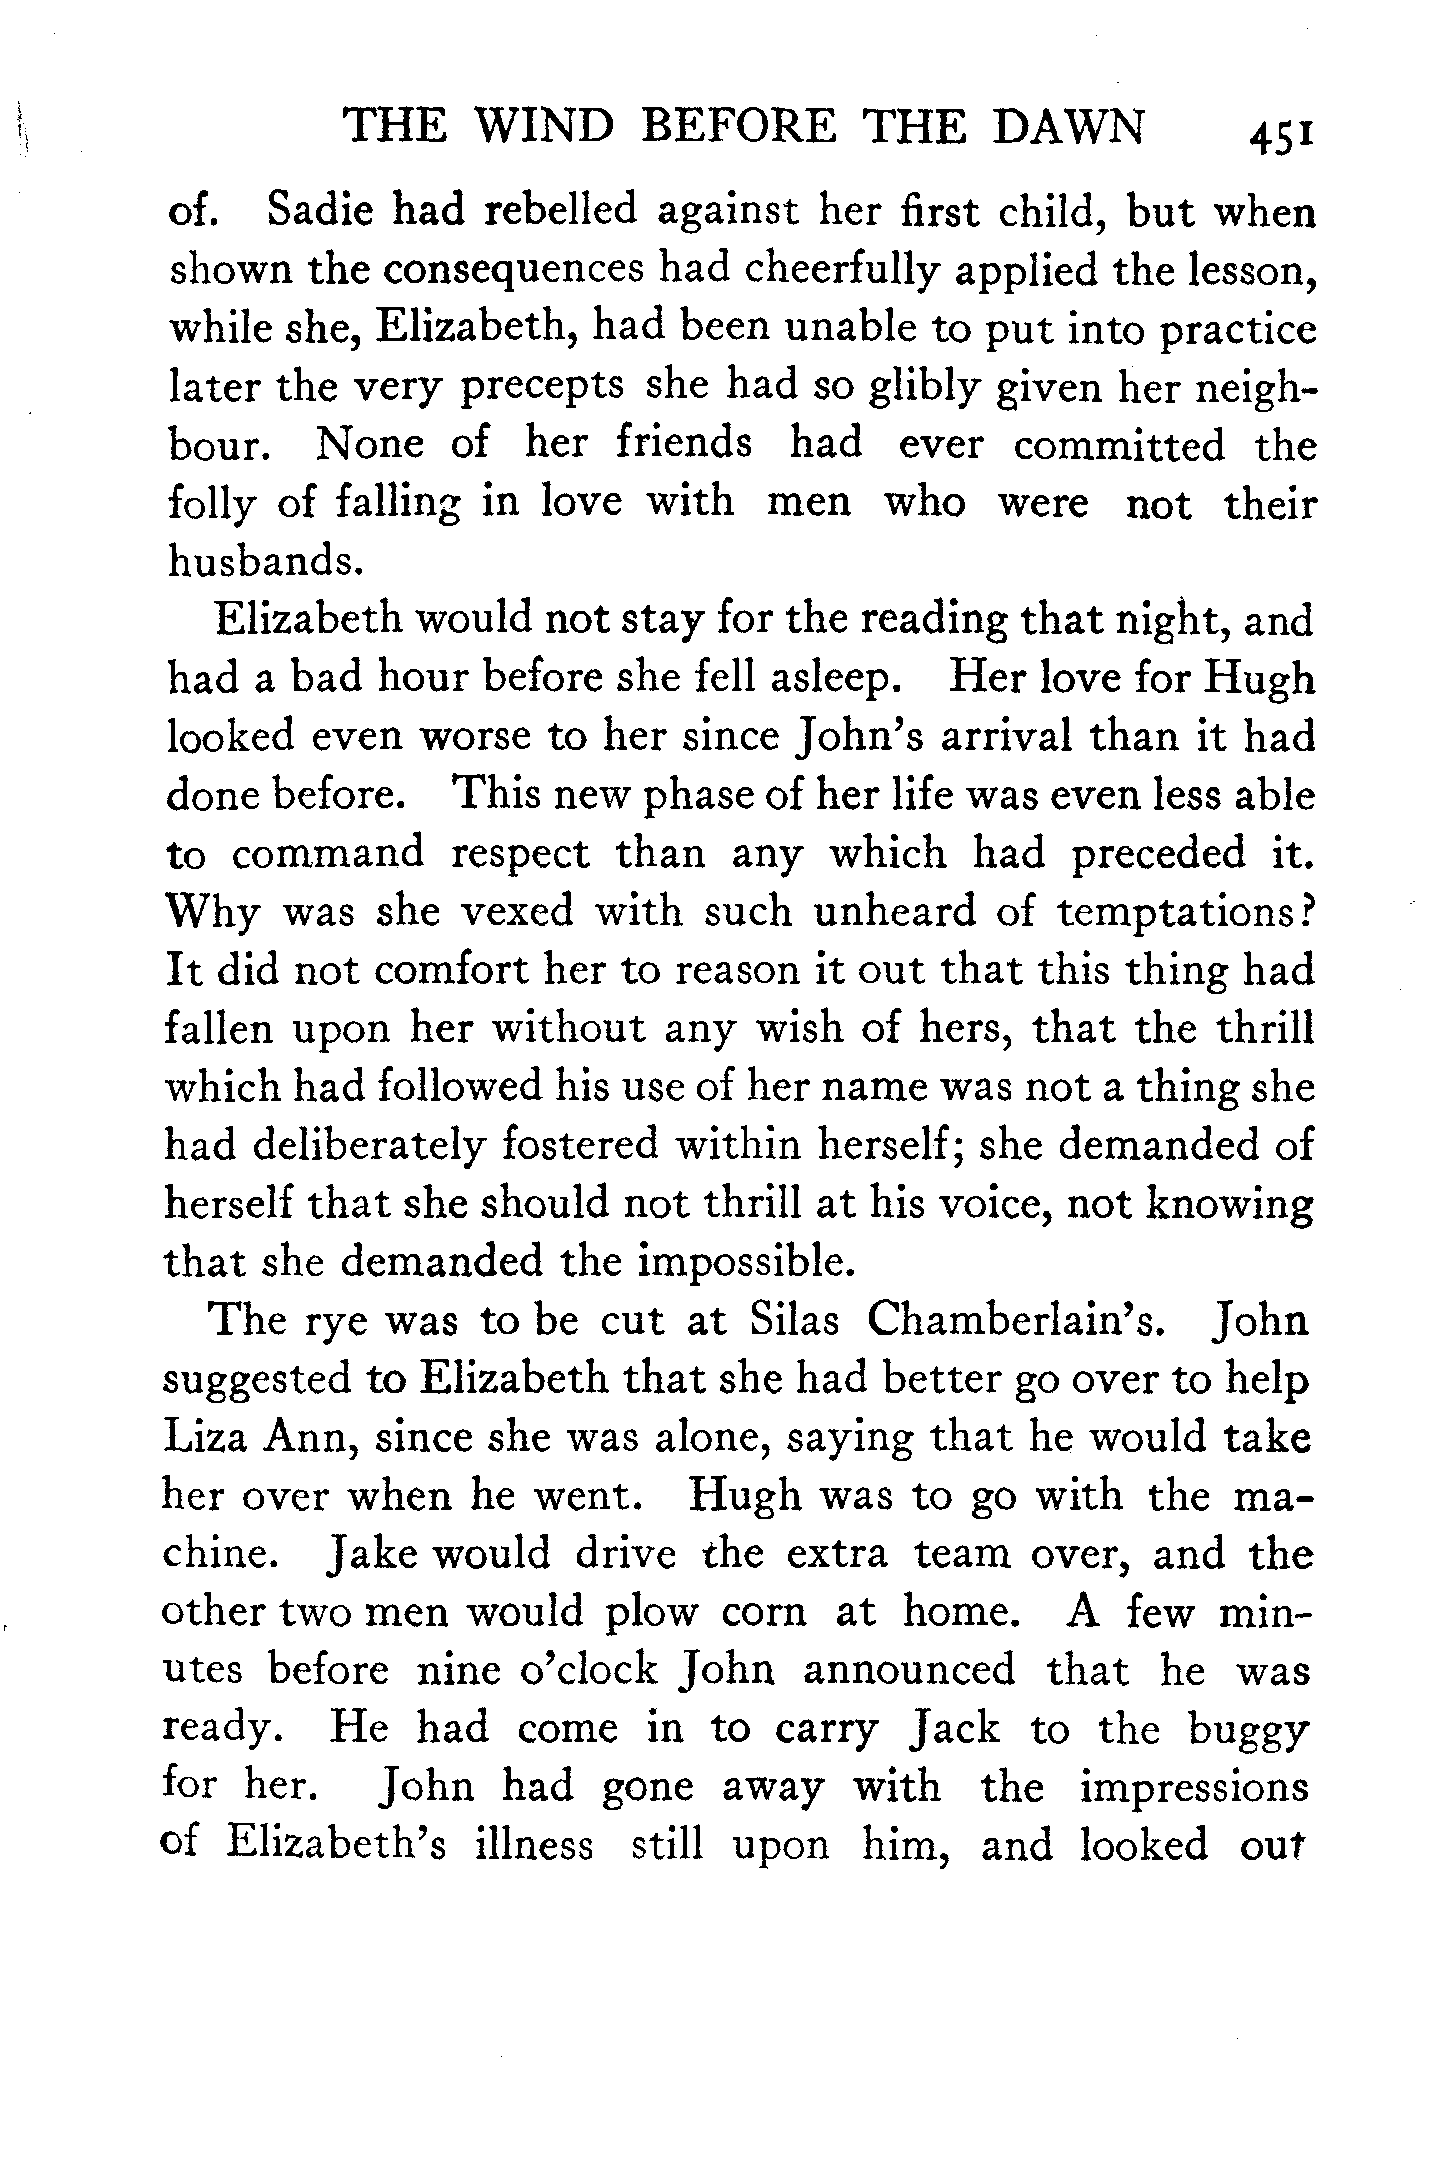 THE WIND BEFORE THE DAWN 451
of. Sadie had rebelled against her first child, but when
shown the consequences had cheerfully applied the lesson,
while she, Elizabeth, had been unable to put into practice
later the very precepts she had so glibly given her neigh-
bour. None of her friends had ever committed the
folly of falling in love with men who were not their
husbands.
Elizabeth would not stay for the reading that night, and
had a bad hour before she fell asleep. Her love for Hugh
looked even worse to her since John's arrival than it had
done before. This new phase of her life was even less able
to command respect than any which had preceded it.
Why was she vexed with such unheard of temptations?
It did not comfort her to reason it out that this thing had
fallen upon her without any wish of hers, that the thrill
which had followed his use of her name was not a thing she
had deliberately fostered within herself; she demanded of
herself that she should not thrill at his voice, not knowing
that she demanded the impossible.
The rye was to be cut at Silas Chamberlain's. John
suggested to Elizabeth that she had better go over to help
Liza Ann, since she was alone, saying that he would take
her over when he went. Hugh was to go with the ma-
chine. Jake would drive the extra team over, and the
other two men would plow corn at home. A few min-
utes before nine o'clock John announced that he was
ready. He had come in to carry Jack to the buggy
for her. John had gone away with the impressions
of Elizabeth's illness still upon him, and looked out